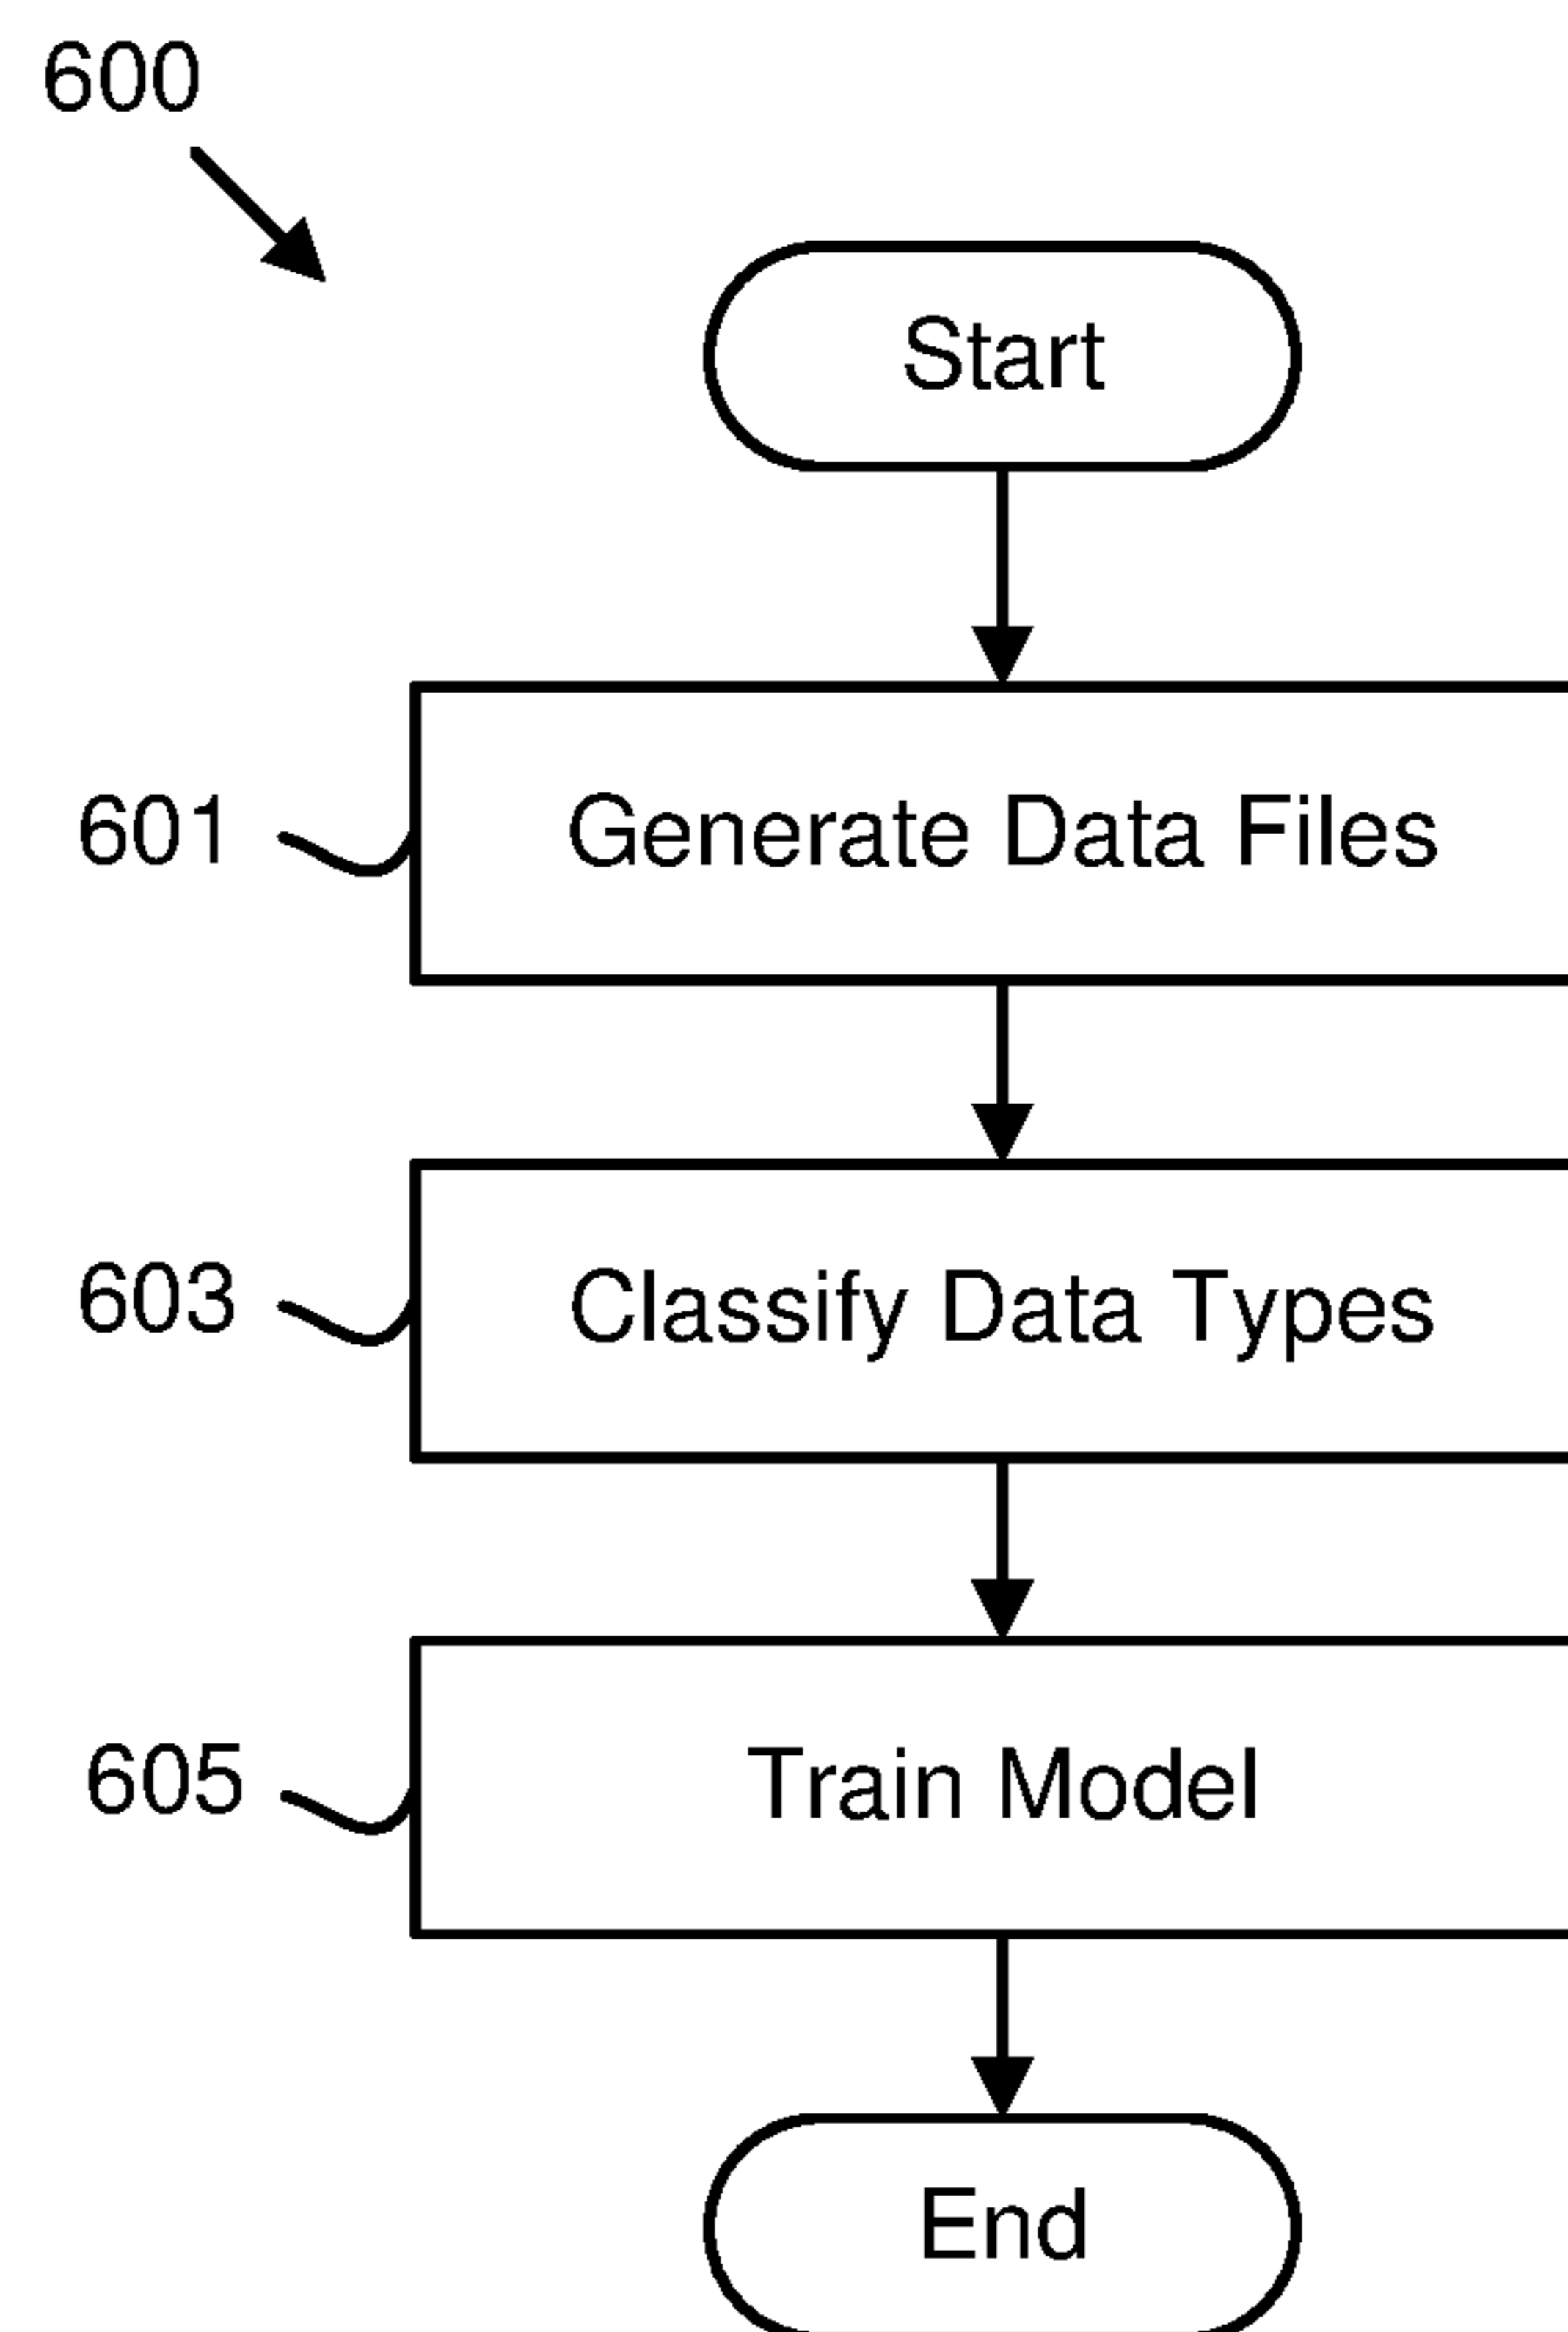 600
Start
601
Generate Data Files
603
Classify Data Types
605
Train Model
End